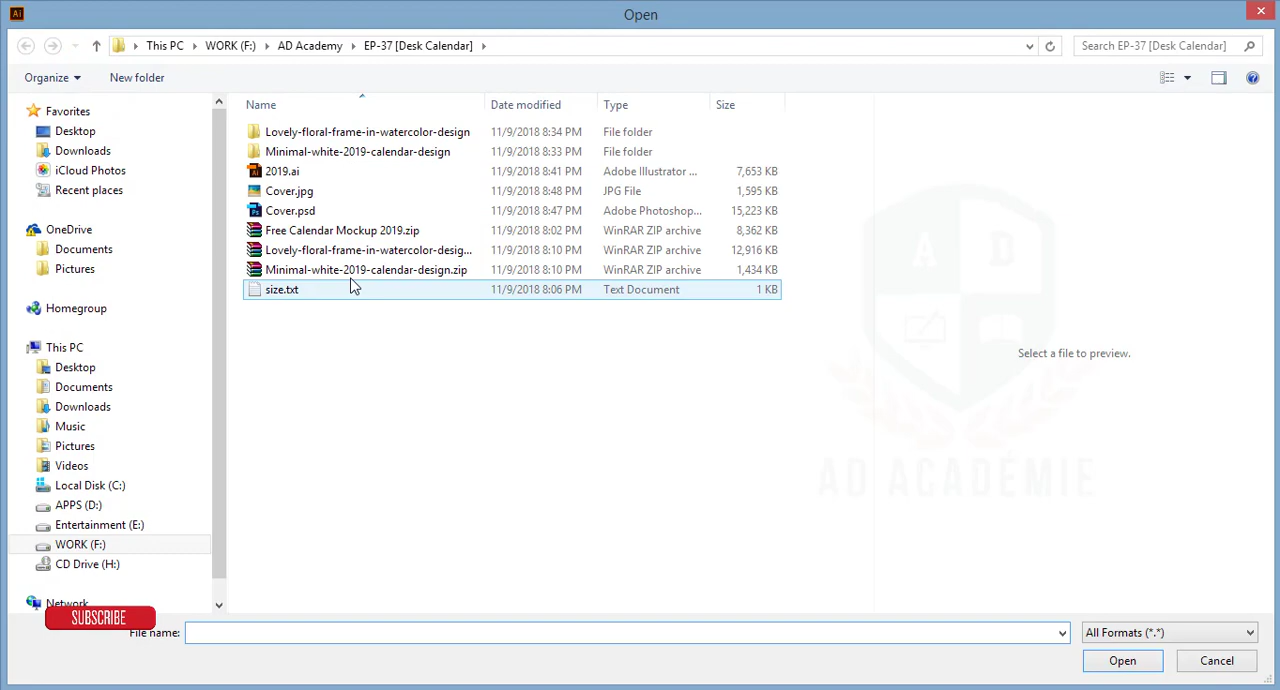 Ai
Open
This PC WORK (F:) AD Academy EP-37 [Desk Calendar]
Search EP-37 [Desk Calendar]
Organize New folder
Favorites
Desktop
Downloads
iCloud Photos
Recent places
OneDrive
Documents
Pictures
Homegroup
This PC
Desktop
Documents
Downloads
Music
Pictures
Videos
Local Disk (C:)
APPS (D:)
Entertainment (E:)
WORK (F:)
CD Drive (H:)
Network
SUBSCRIBE
Name Date modified Type Size
Lovely-floral-frame-in-watercolor-design 11/9/2018 8:34 PM File folder
Minimal-white-2019-calendar-design 11/9/2018 8:33 PM File folder
2019.ai 11/9/2018 8:41 PM Adobe Illustrator ... 7,653 KB
Cover.jpg 11/9/2018 8:48 PM JPG File 1,595 KB
Cover.psd 11/9/2018 8:47 PM Adobe Photoshop... 15,223 KB
Free Calendar Mockup 2019.zip 11/9/2018 8:02 PM WinRAR ZIP archive 8,362 KB
Lovely-floral-frame-in-watercolor-desig... 11/9/2018 8:10 PM WinRAR ZIP archive 12,916 KB
Minimal-white-2019-calendar-design.zip 11/9/2018 8:10 PM WinRAR ZIP archive 1,434 KB
size.txt 11/9/2018 8:06 PM Text Document 1 KB
A D
Select a file to preview.
AD ACADÉMIE
File name: All Formats (*.*)
Open Cancel